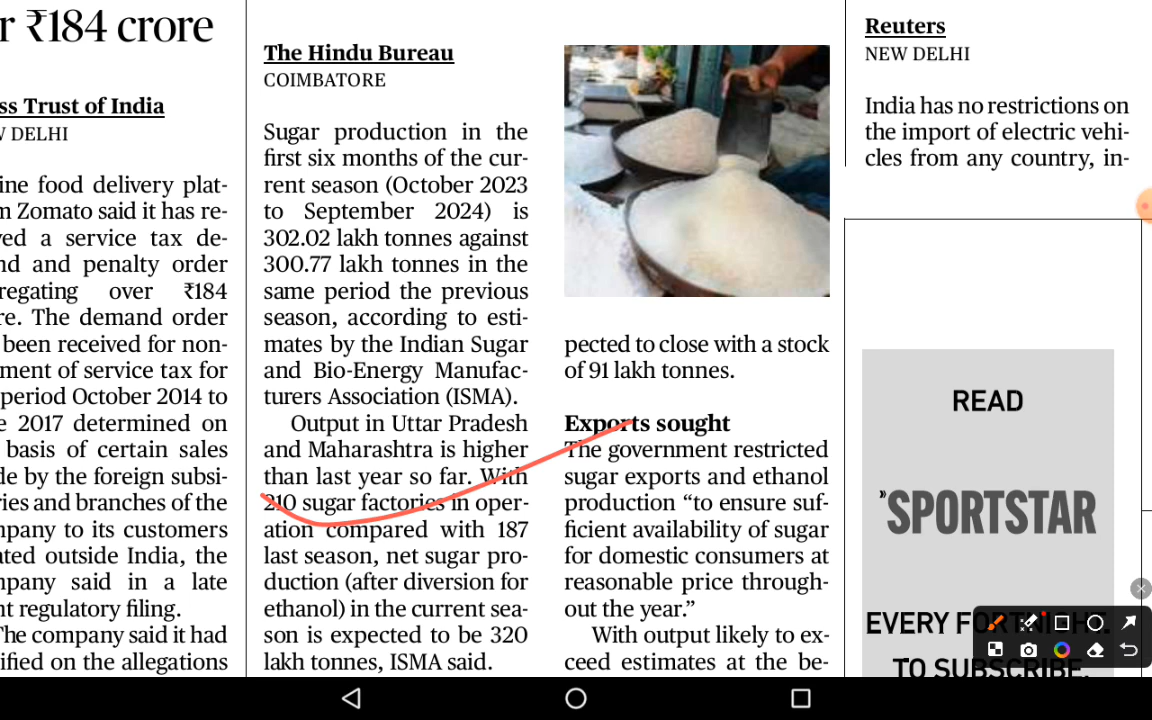 r ₹184 crore
ss Trust of India
W DELHI
ine food delivery plat-
m Zomato said it has re-
ved a service tax de-
nd and penalty order
regating over ₹184
re. The demand order
been received for non-
ment of service tax for
period October 2014 to
e 2017 determined on
basis of certain sales
de by the foreign subsi-
ries and branches of the
mpany to its customers
ated outside India, the
mpany said in a late
nt regulatory filing.
The company said it had
ified on the allegations
The Hindu Bureau
COIMBATORE
Sugar production in the
first six months of the cur-
rent season (October 2023
to September 2024) is
302.02 lakh tonnes against
300.77 lakh tonnes in the
same period the previous
season, according to esti-
mates by the Indian Sugar
and Bio-Energy Manufac-
turers Association (ISMA).
Output in Uttar Pradesh
and Maharashtra is higher
than last year so far. With
210 sugar factories in oper-
ation compared with 187
last season, net sugar pro-
duction (after diversion for
ethanol) in the current sea-
son is expected to be 320
lakh tonnes, ISMA said.
pected to close with a stock
of 91 lakh tonnes.
Exports sought
The government restricted
sugar exports and ethanol
production “to ensure suf-
ficient availability of sugar
for domestic consumers at
reasonable price through-
out the year.”
With output likely to ex-
ceed estimates at the be-
Reuters
NEW DELHI
India has no restrictions on
the import of electric vehi-
cles from any country, in-
READ
SPORTSTAR
EVERY FORTNIGHT.
TO SUBSCRIBE,